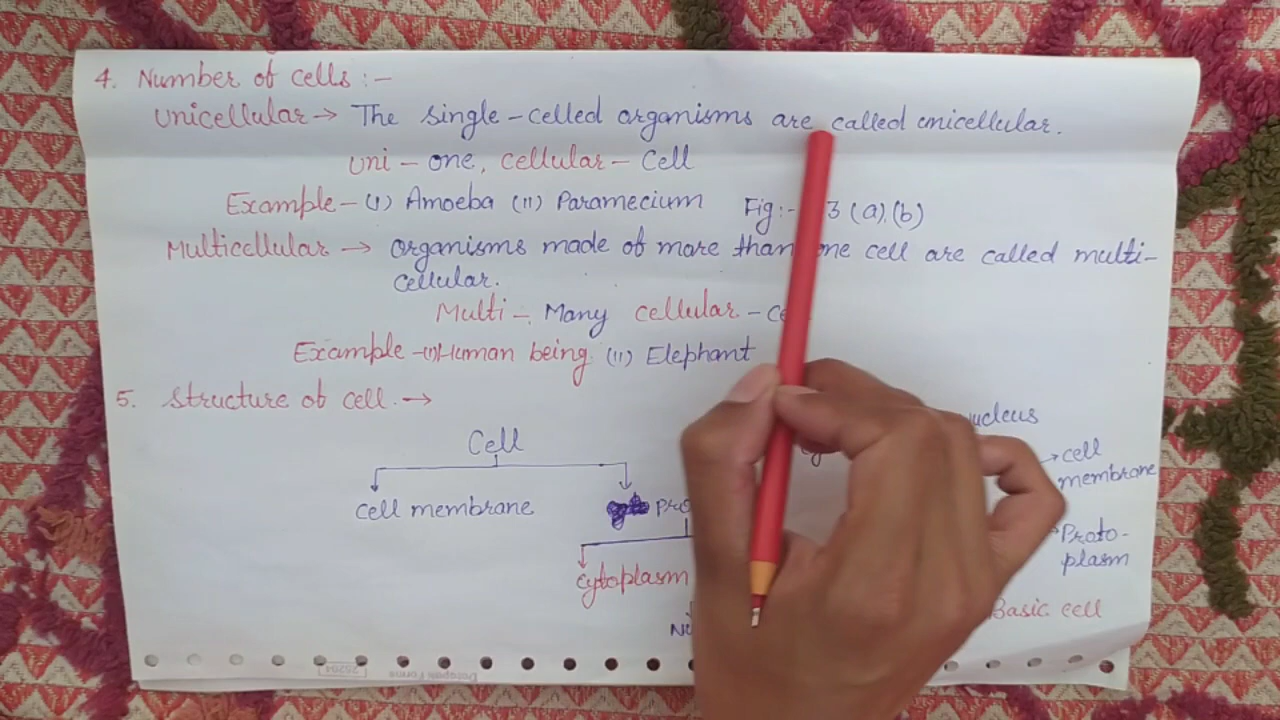 4. Number of cells :-
Unicellular → The single-celled organisms are called unicellular.
Uni - one, cellular - Cell
Example - (i) Amoeba (ii) Paramecium Fig :- 3 (a), (b)
Multicellular → organisms made of more than one cell are called multi-
cellular.
Multi - Many cellular -
Example - (i) Human being (ii) Elephant
5. Structure of cell. →
Cell
cell membrane
cytoplasm
cell
membrane
Proto-
plasm
Basic cell